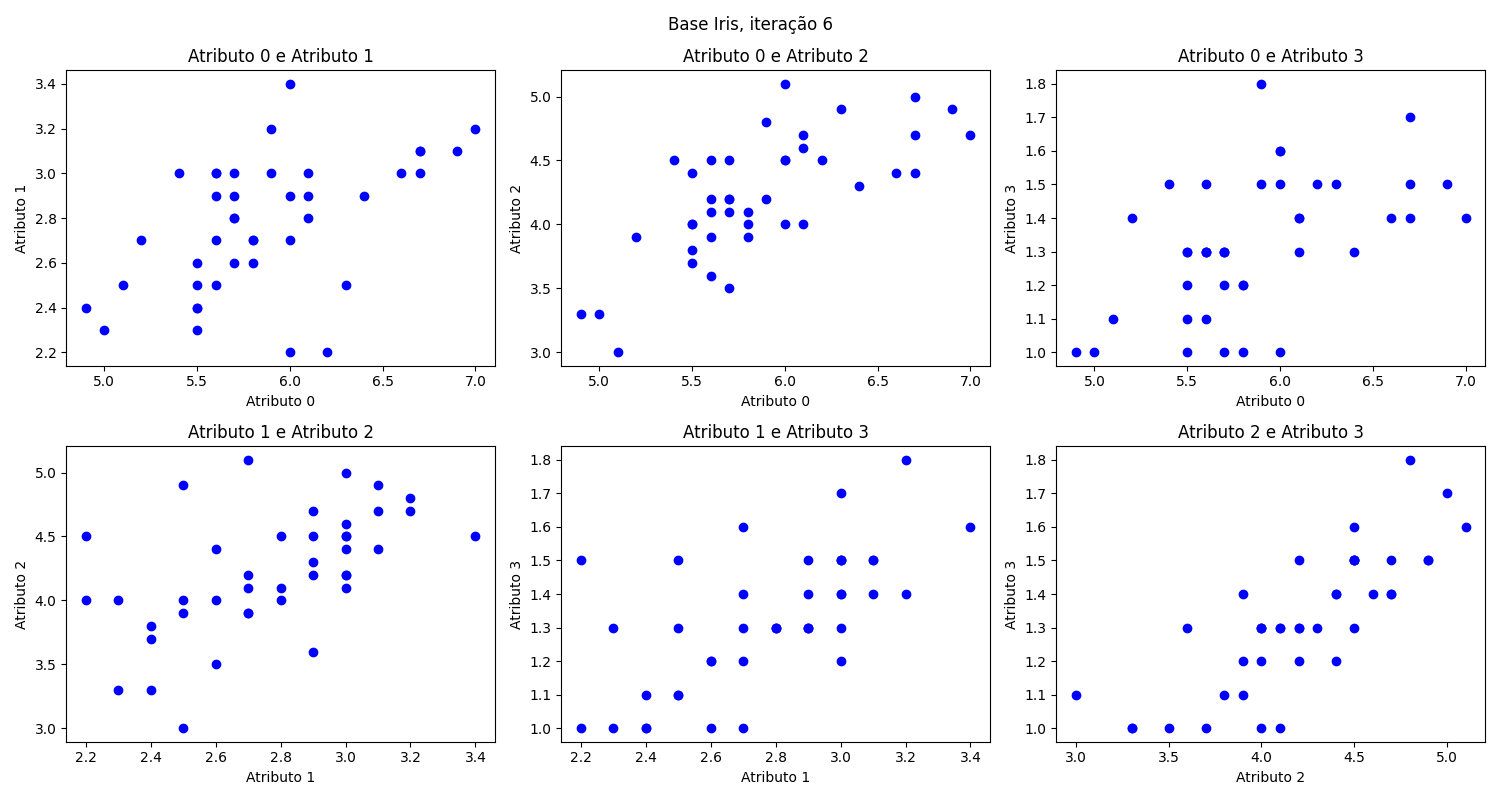 Base Iris, iteração 6
Atributo 0 e Atributo 1
3.4
3.2
3.0
2.8
2.6
2.4
2.2
Atributo 1
5.0 5.5 6.0 6.5 7.0
Atributo 0
Atributo 0 e Atributo 2
5.0
4.5
4.0
3.5
3.0
Atributo 2
5.0 5.5 6.0 6.5 7.0
Atributo 0
Atributo 0 e Atributo 3
1.8
1.7
1.6
1.5
1.4
1.3
1.2
1.1
1.0
Atributo 3
5.0 5.5 6.0 6.5 7.0
Atributo 0
Atributo 1 e Atributo 2
5.0
4.5
4.0
3.5
3.0
Atributo 2
2.2 2.4 2.6 2.8 3.0 3.2 3.4
Atributo 1
Atributo 1 e Atributo 3
1.8
1.7
1.6
1.5
1.4
1.3
1.2
1.1
1.0
Atributo 3
2.2 2.4 2.6 2.8 3.0 3.2 3.4
Atributo 1
Atributo 2 e Atributo 3
1.8
1.7
1.6
1.5
1.4
1.3
1.2
1.1
1.0
Atributo 3
3.0 3.5 4.0 4.5 5.0
Atributo 2